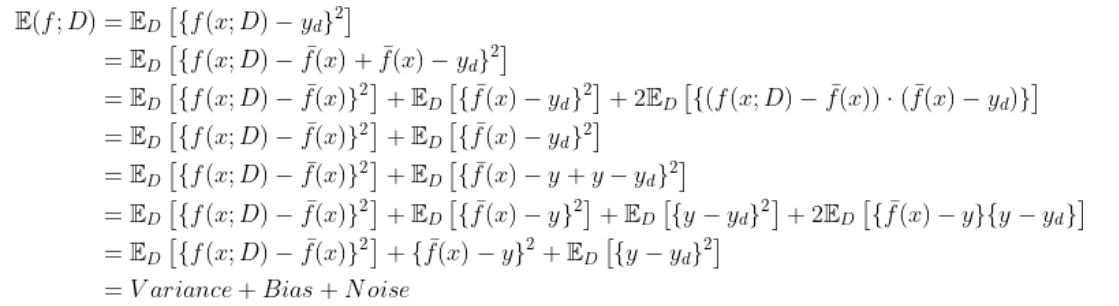 𝔼(f; D) = 𝔼_D [{f(x; D) − y_d}²]
= 𝔼_D [{f(x; D) − f̄(x) + f̄(x) − y_d}²]
= 𝔼_D [{f(x; D) − f̄(x)}²] + 𝔼_D [{f̄(x) − y_d}²] + 2𝔼_D [{(f(x; D) − f̄(x)) · (f̄(x) − y_d)}]
= 𝔼_D [{f(x; D) − f̄(x)}²] + 𝔼_D [{f̄(x) − y_d}²]
= 𝔼_D [{f(x; D) − f̄(x)}²] + 𝔼_D [{f̄(x) − y + y − y_d}²]
= 𝔼_D [{f(x; D) − f̄(x)}²] + 𝔼_D [{f̄(x) − y}²] + 𝔼_D [{y − y_d}²] + 2𝔼_D [{f̄(x) − y}{y − y_d}]
= 𝔼_D [{f(x; D) − f̄(x)}²] + {f̄(x) − y}² + 𝔼_D [{y − y_d}²]
= Variance + Bias + Noise